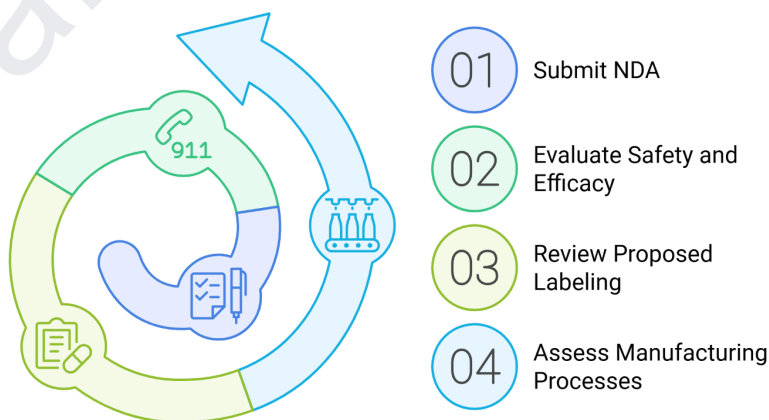 911
01
Submit NDA
02
Evaluate Safety and
Efficacy
03
Review Proposed
Labeling
04
Assess Manufacturing
Processes